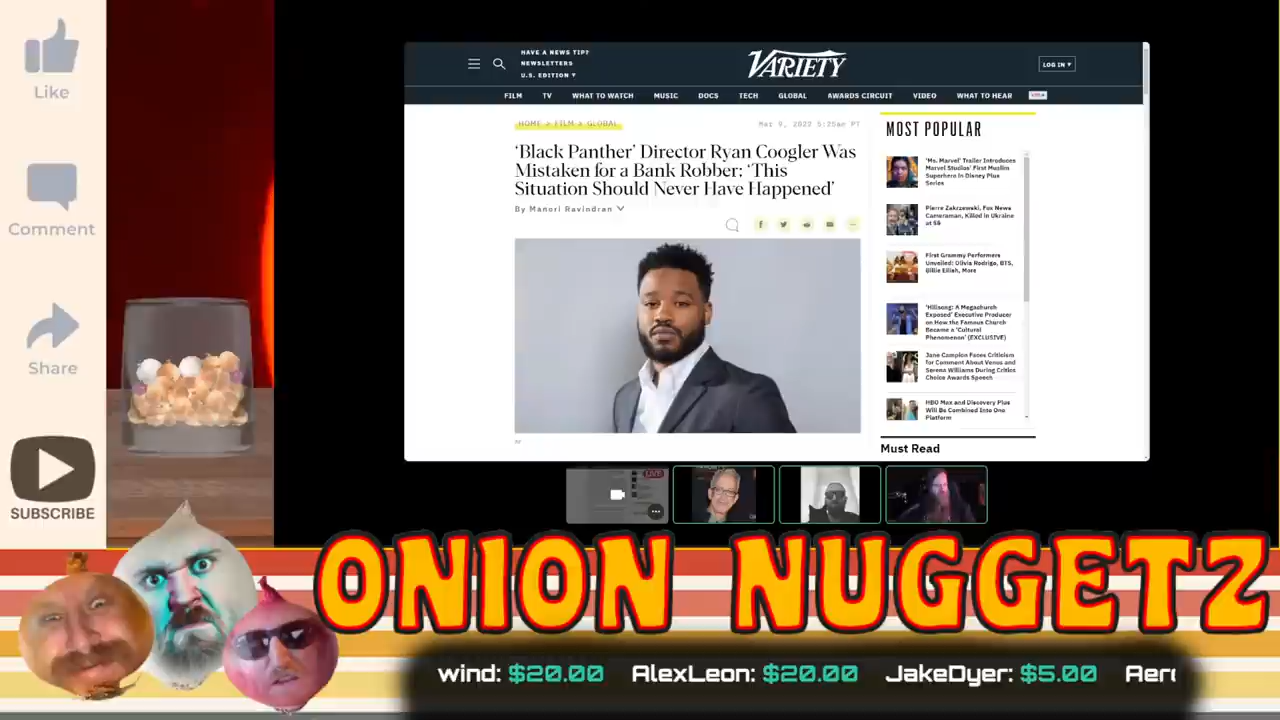 Like
Comment
Share
SUBSCRIBE
HAVE A NEWS TIP?
NEWSLETTERS
U.S. EDITION ▾
VARIETY
LOG IN ▾
FILM TV WHAT TO WATCH MUSIC DOCS TECH GLOBAL AWARDS CIRCUIT VIDEO WHAT TO HEAR
HOME > FILM > GLOBAL
Mar 9, 2022 5:25am PT
‘Black Panther’ Director Ryan Coogler Was
Mistaken for a Bank Robber: ‘This
Situation Should Never Have Happened’
By Manori Ravindran
AP
MOST POPULAR
‘Ms. Marvel’ Trailer Introduces
Marvel Studios’ First Muslim
Superhero in Disney Plus
Series
Pierre Zakrzewski, Fox News
Cameraman, Killed in Ukraine
at 55
First Grammy Performers
Unveiled: Olivia Rodrigo, BTS,
Billie Eilish, More
‘Hillsong: A Megachurch
Exposed’ Executive Producer
on How the Famous Church
Became a ‘Cultural
Phenomenon’ (EXCLUSIVE)
Jane Campion Faces Criticism
for Comment About Venus and
Serena Williams During Critics
Choice Awards Speech
HBO Max and Discovery Plus
Will Be Combined Into One
Platform
Must Read
LIVE
ONION NUGGETZ
wind: $20.00 AlexLeon: $20.00 JakeDyer: $5.00